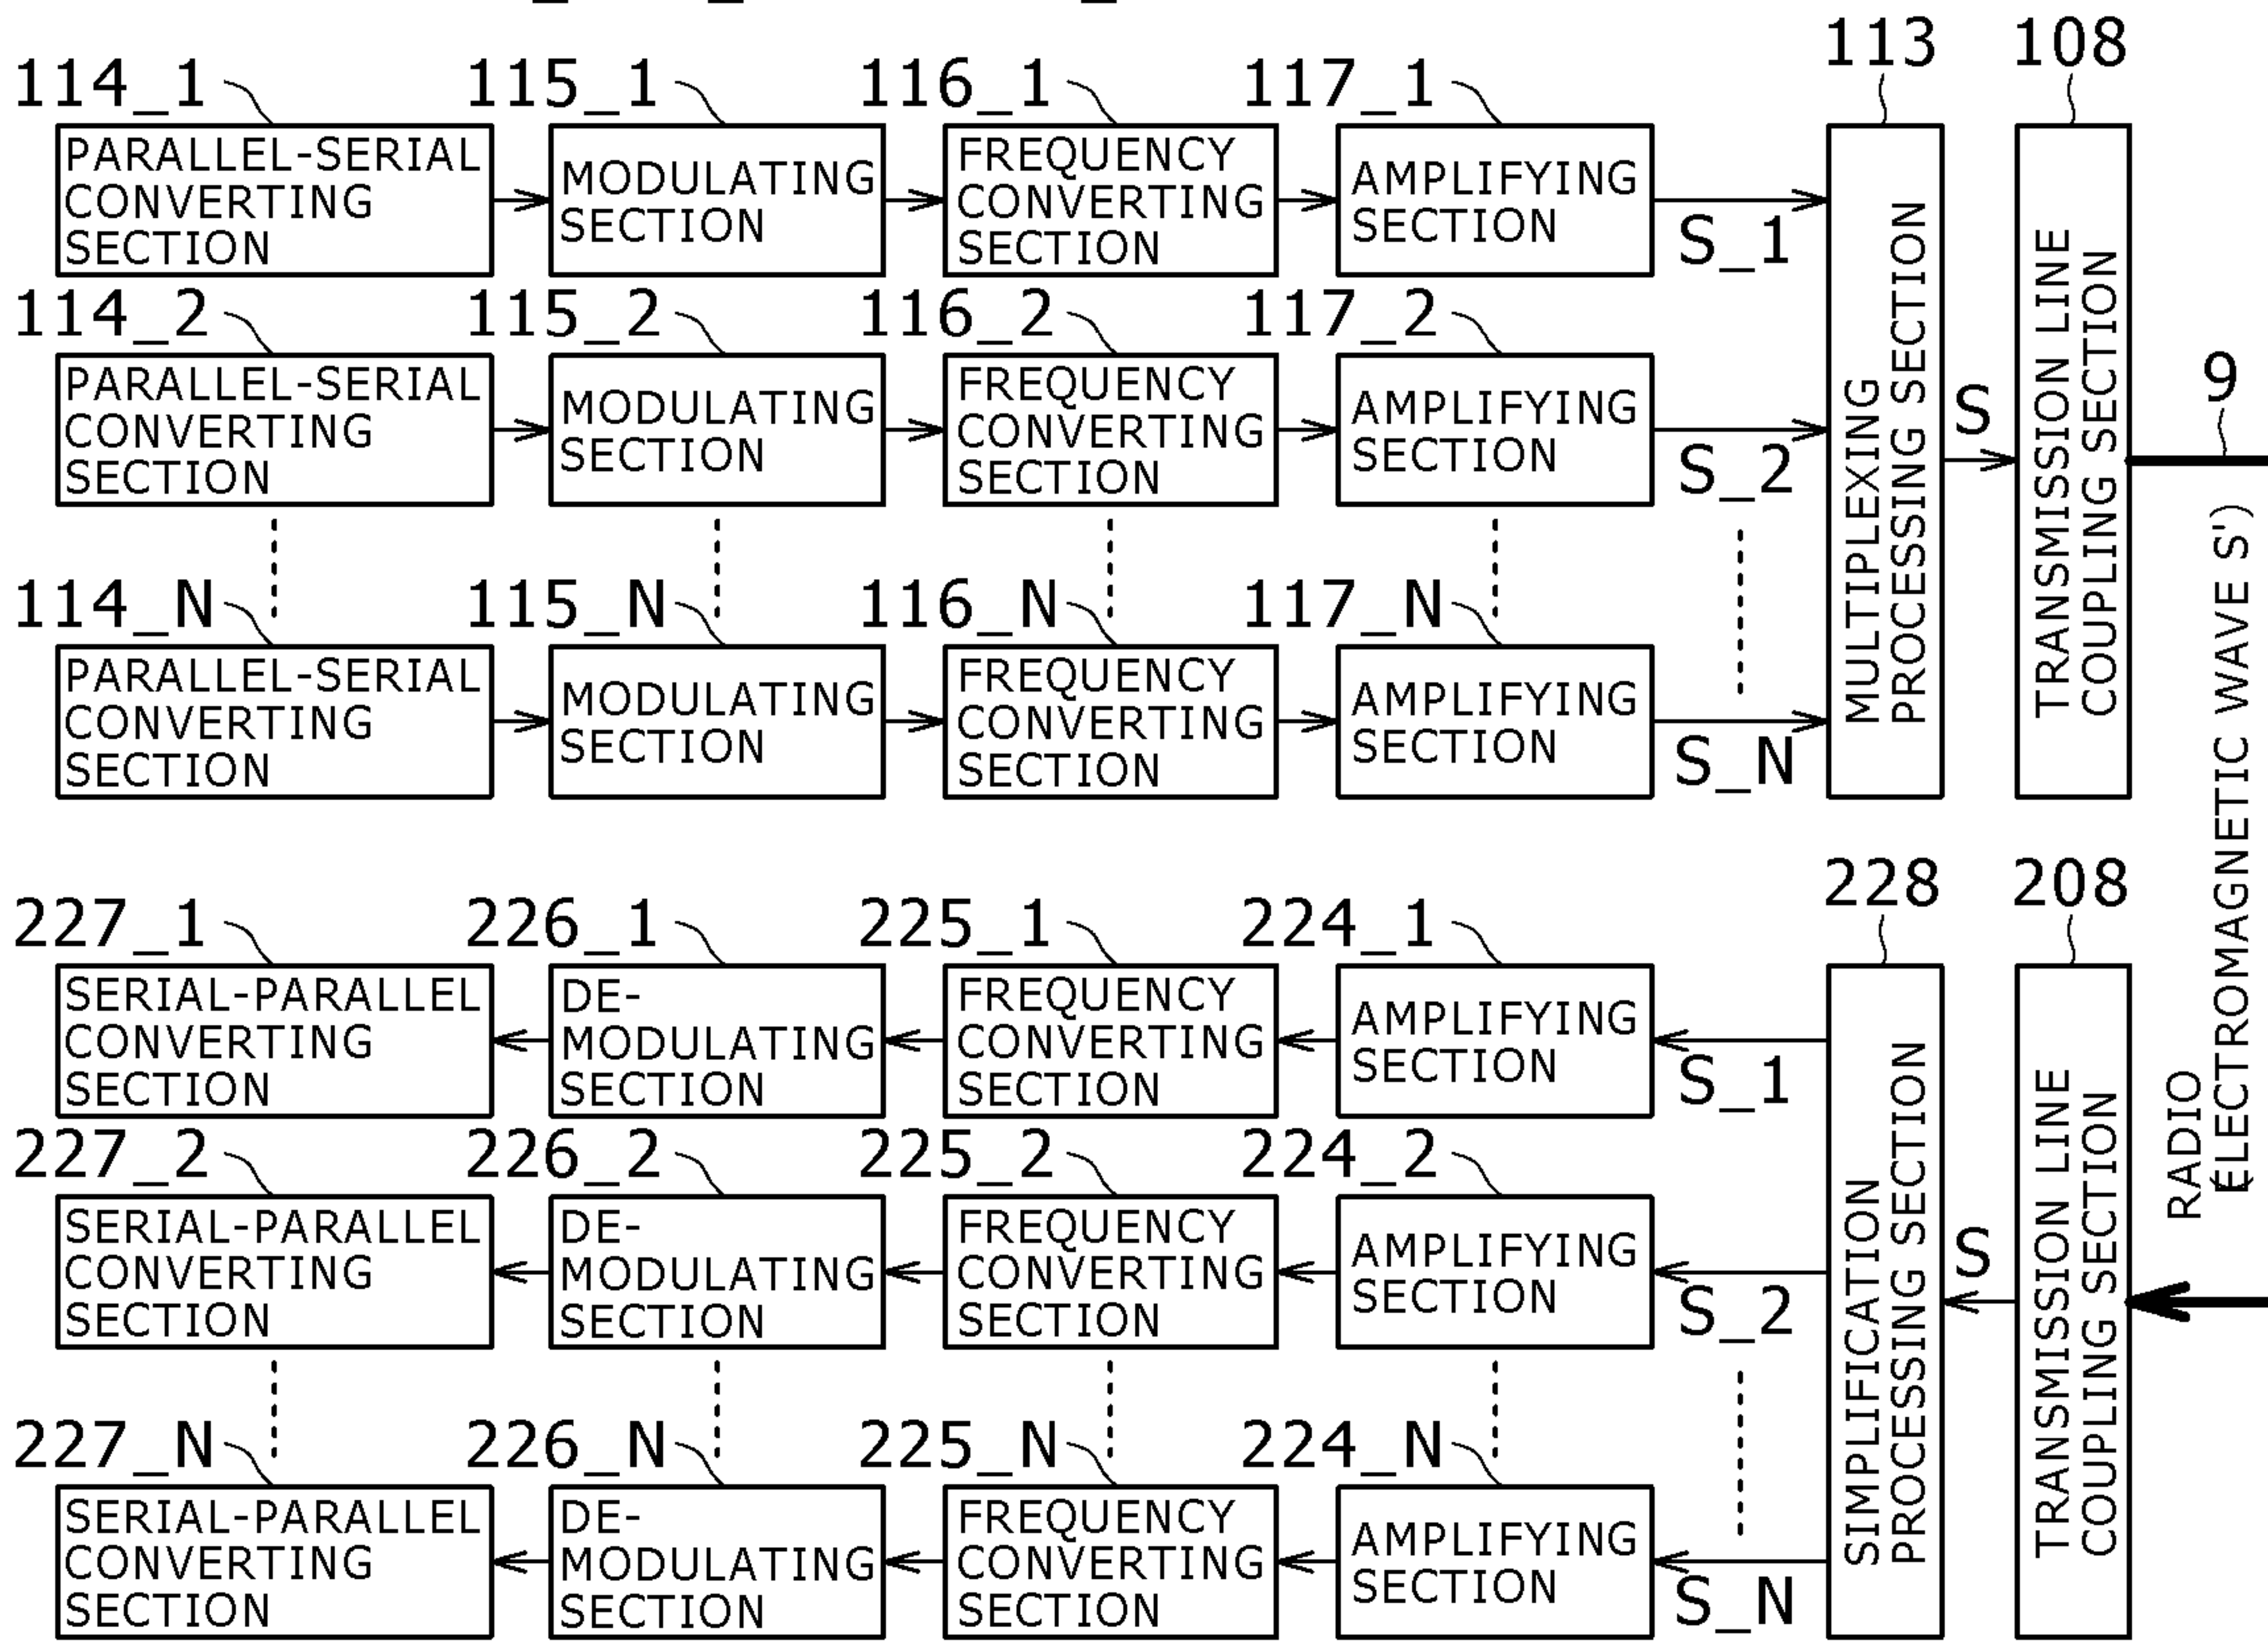 113
108
114_1
115_1
116_1
117_1
PARALLEL-SERIAL
CONVERTING
SECTION
MODULATING
SECTION
FREQUENCY
CONVERTING
SECTION
AMPLIFYING
SECTION
S_1
114_2
115_2
116_2
117_2
PARALLEL-SERIAL
CONVERTING
SECTION
MODULATING
SECTION
FREQUENCY
CONVERTING
SECTION
AMPLIFYING
SECTION
S_2
114_N
115_N
116_N
117_N
PARALLEL-SERIAL
CONVERTING
SECTION
MODULATING
SECTION
FREQUENCY
CONVERTING
SECTION
AMPLIFYING
SECTION
S_N
MULTIPLEXING
PROCESSING SECTION
S
TRANSMISSION LINE
COUPLING SECTION
9
RADIO
(ELECTROMAGNETIC WAVE S')
228
208
227_1
226_1
225_1
224_1
SERIAL-PARALLEL
CONVERTING
SECTION
DE-
MODULATING
SECTION
FREQUENCY
CONVERTING
SECTION
AMPLIFYING
SECTION
S_1
227_2
226_2
225_2
224_2
SERIAL-PARALLEL
CONVERTING
SECTION
DE-
MODULATING
SECTION
FREQUENCY
CONVERTING
SECTION
AMPLIFYING
SECTION
S_2
227_N
226_N
225_N
224_N
SERIAL-PARALLEL
CONVERTING
SECTION
DE-
MODULATING
SECTION
FREQUENCY
CONVERTING
SECTION
AMPLIFYING
SECTION
S_N
SIMPLIFICATION
PROCESSING SECTION
S
TRANSMISSION LINE
COUPLING SECTION